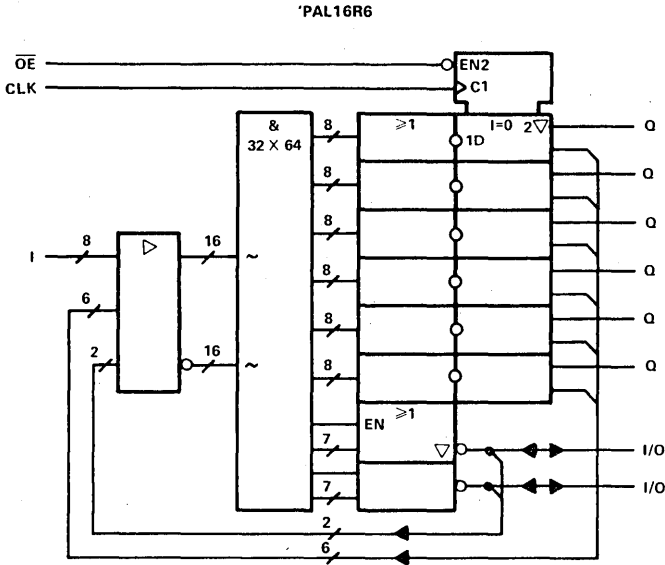 'PAL16R6
OE
EN2
CLK
C1
&
32 X 64
8
≥1
I=0
2▽
Q
1D
8
Q
8
Q
I
8
▷
16
~
8
Q
6
8
Q
2
16
~
8
Q
EN
≥1
7
▽
I/O
7
I/O
2
6